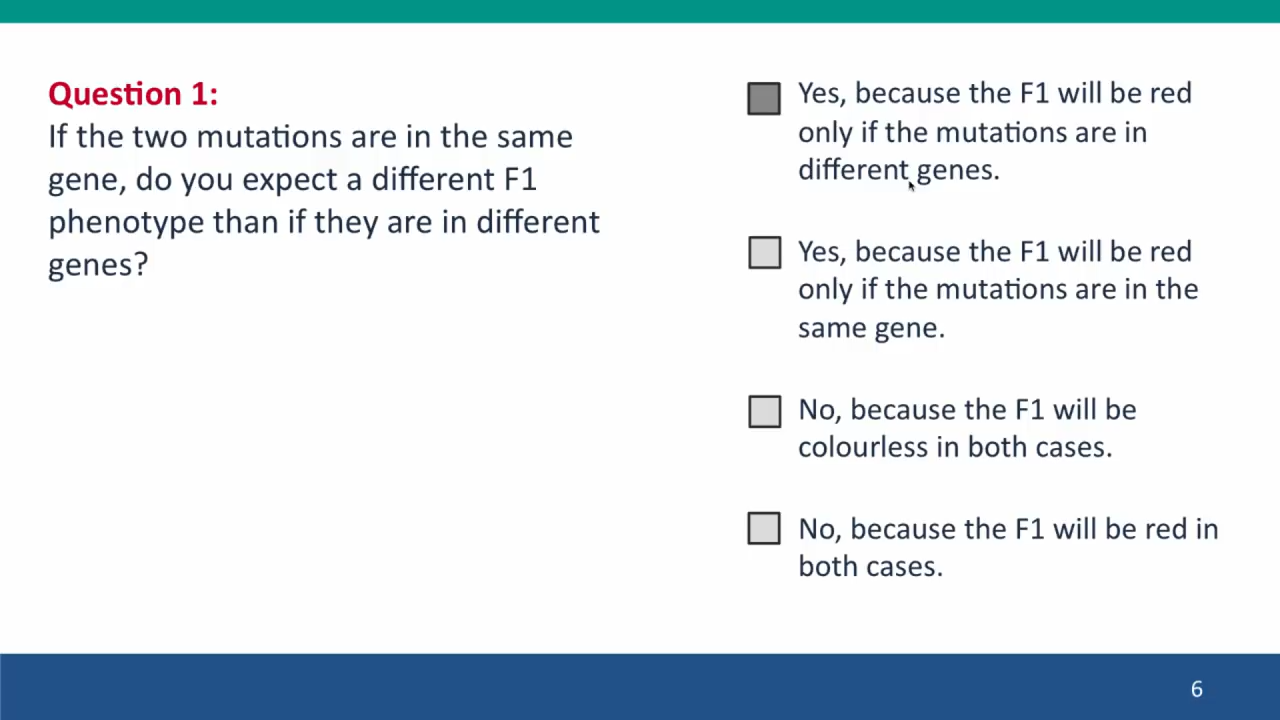 Question 1:
If the two mutations are in the same
gene, do you expect a different F1
phenotype than if they are in different
genes?
Yes, because the F1 will be red
only if the mutations are in
different genes.
Yes, because the F1 will be red
only if the mutations are in the
same gene.
No, because the F1 will be
colourless in both cases.
No, because the F1 will be red in
both cases.
6